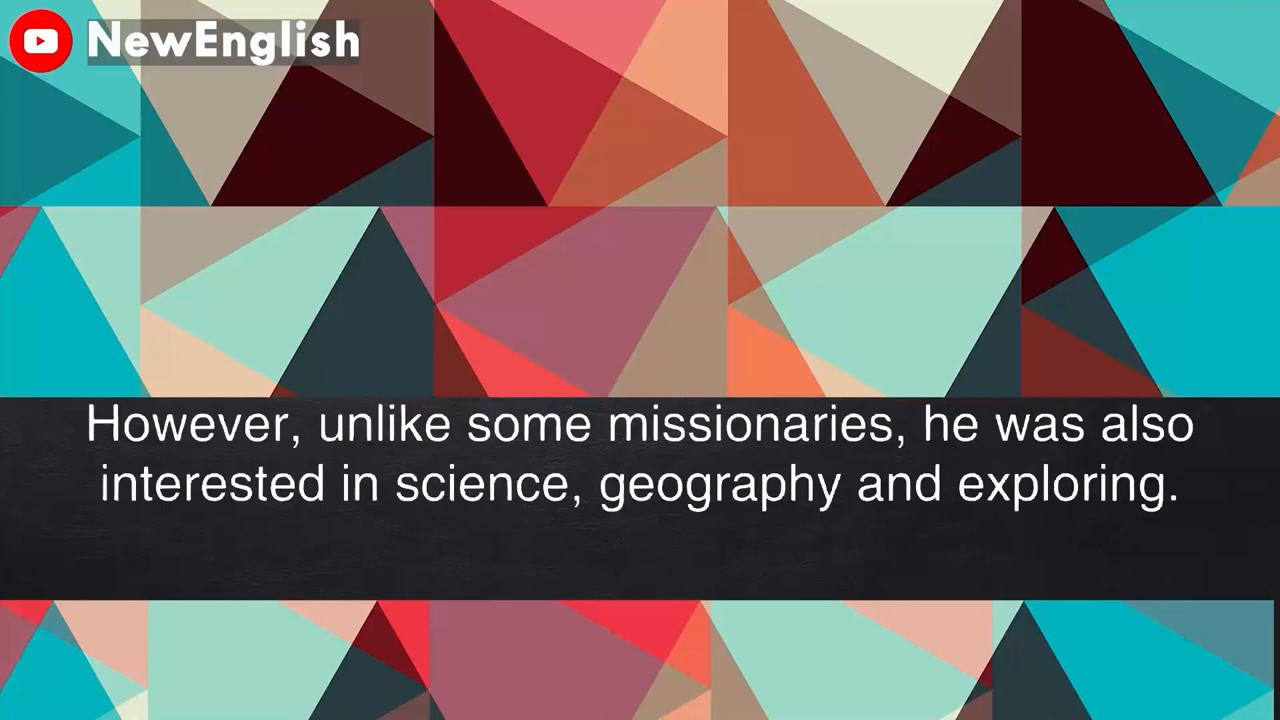 NewEnglish
However, unlike some missionaries, he was also
interested in science, geography and exploring.